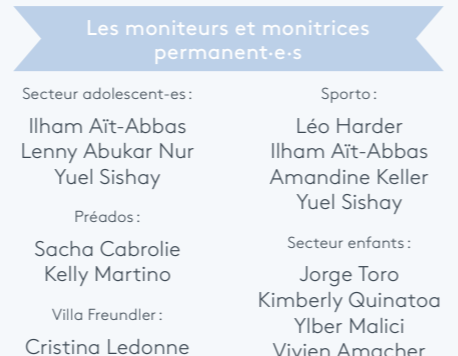 Les moniteurs et monitrices
permanent·e·s
Secteur adolescent-es :
Ilham Aït-Abbas
Lenny Abukar Nur
Yuel Sishay
Préados :
Sacha Cabrolie
Kelly Martino
Villa Freundler :
Cristina Ledonne
Sporto :
Léo Harder
Ilham Aït-Abbas
Amandine Keller
Yuel Sishay
Secteur enfants :
Jorge Toro
Kimberly Quinatoa
Ylber Malici
Vivien Amacher